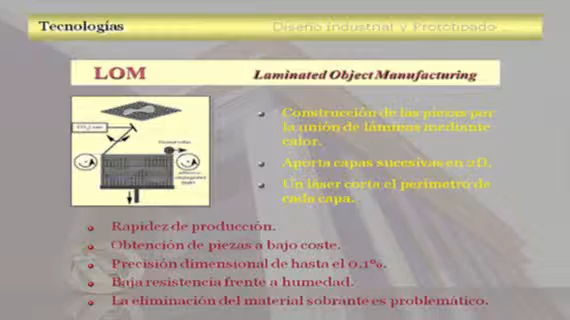 Tecnologías
Diseño industrial y Prototipado
LOM
Laminated Object Manufacturing
Construcción de las piezas por
la unión de láminas mediante
calor.
Aporta capas sucesivas en 2D.
Un láser corta el perímetro de
cada capa.
Rapidez de producción.
Obtención de piezas a bajo coste.
Precisión dimensional de hasta el 0,1%.
Baja resistencia frente a humedad.
La eliminación del material sobrante es problemático.